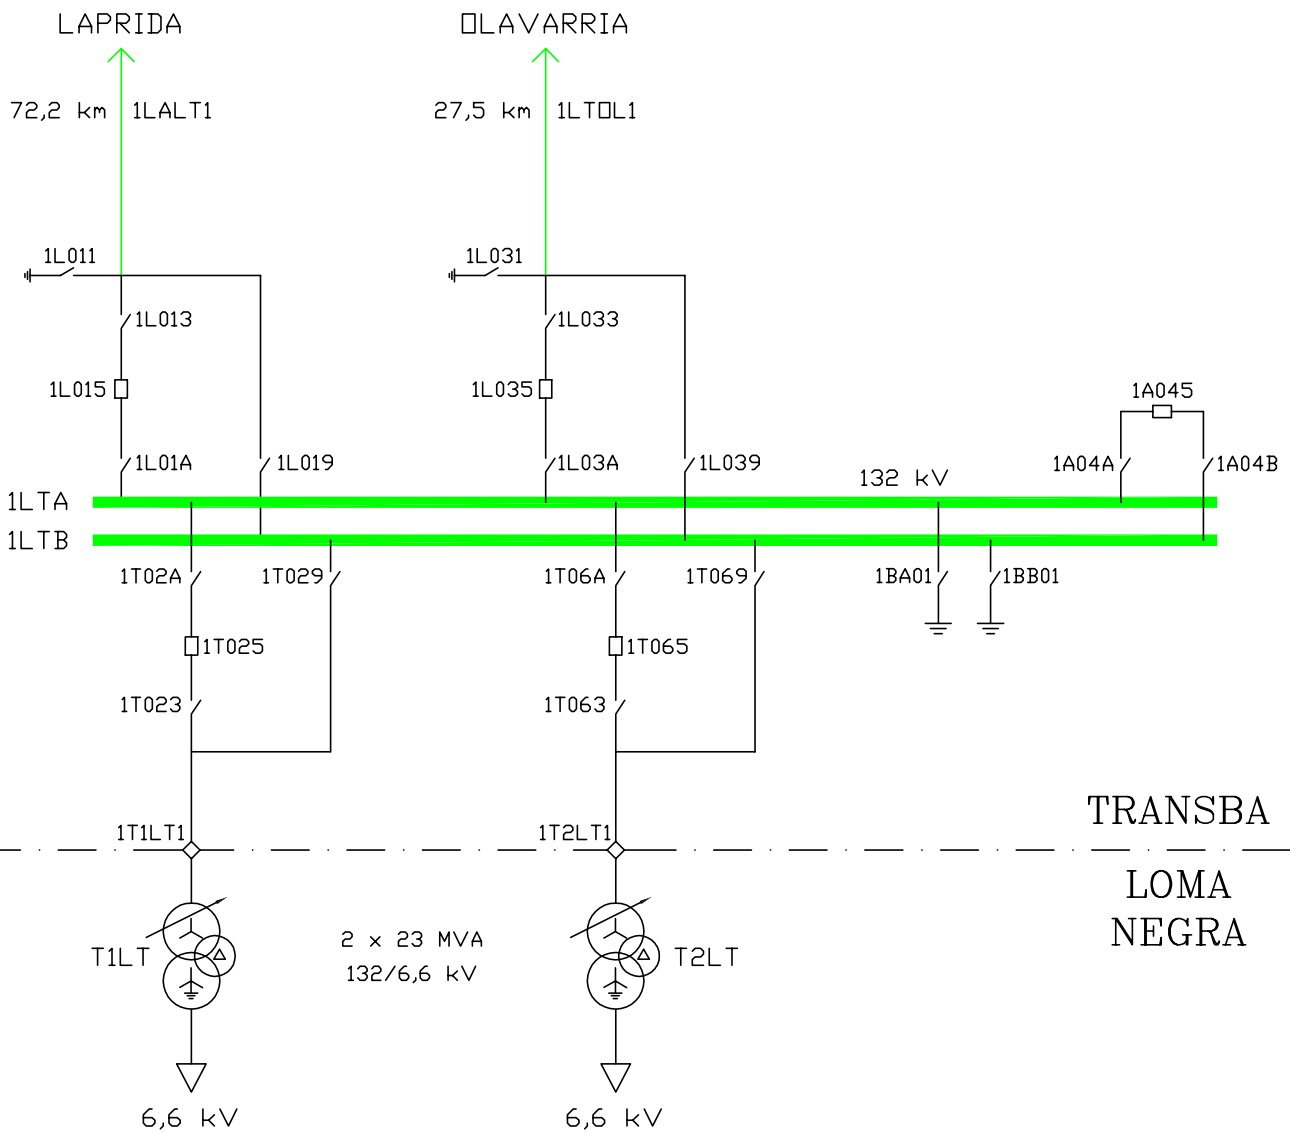 LAPRIDA
OLAVARRIA
72,2 km
1LALT1
27,5 km
1LTOL1
1L011
1L031
1L013
1L033
1L015
1L035
1A045
1L01A
1L019
1L03A
1L039
1A04A
1A04B
132 kV
1LTA
1LTB
1T02A
1T029
1T06A
1T069
1BA01
1BB01
1T025
1T065
1T023
1T063
TRANSBA
1T1LT1
1T2LT1
LOMA
NEGRA
T1LT
2 x 23 MVA
132/6,6 kV
T2LT
6,6 kV
6,6 kV